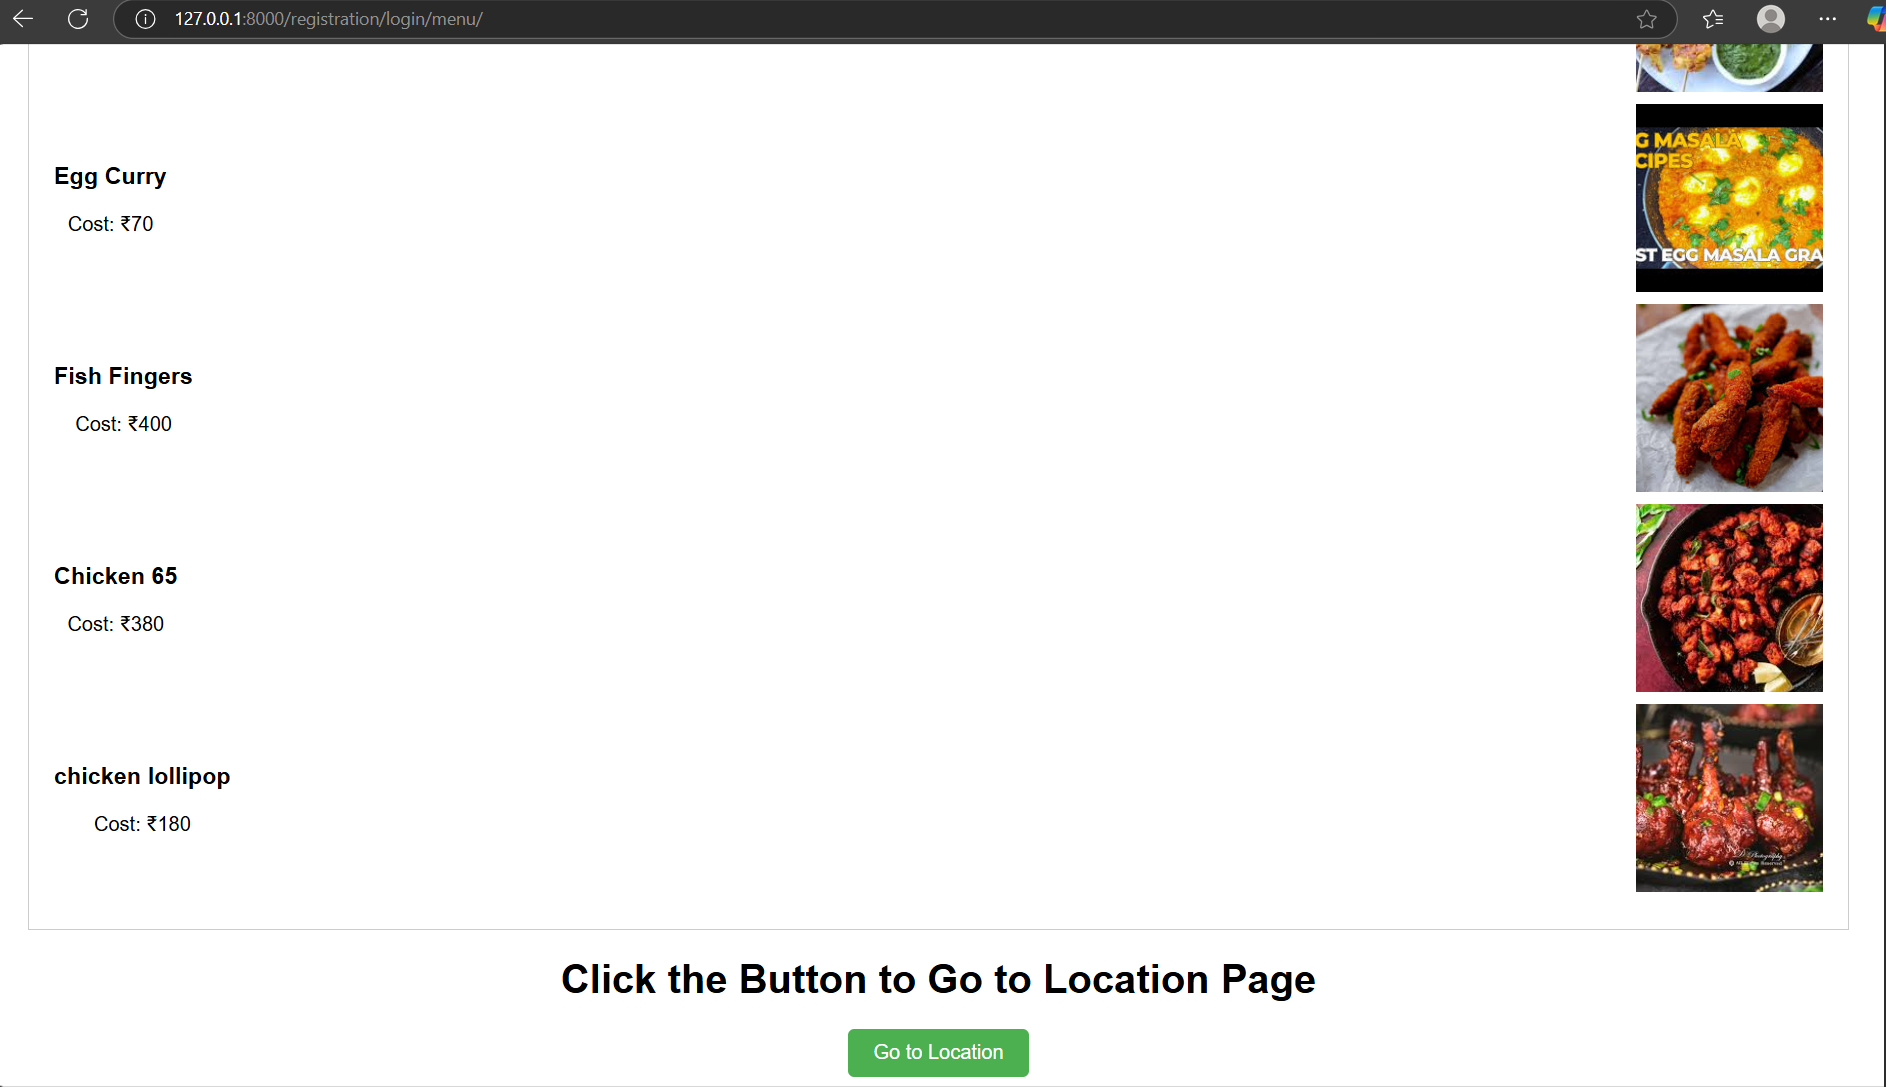 127.0.0.1:8000/registration/login/menu/
Egg Curry
Cost: ₹70
G MASALA
CIPES
ST EGG MASALA GRA
Fish Fingers
Cost: ₹400
Chicken 65
Cost: ₹380
chicken lollipop
Cost: ₹180
Click the Button to Go to Location Page
Go to Location